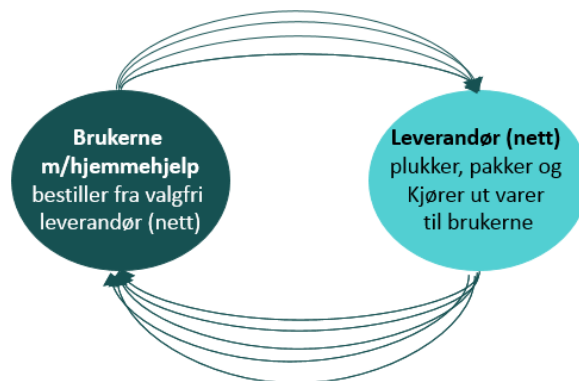 Brukerne
m/hjemmehjelp
bestiller fra valgfri
leverandør (nett)
Leverandør (nett)
plukker, pakker og
Kjører ut varer
til brukerne